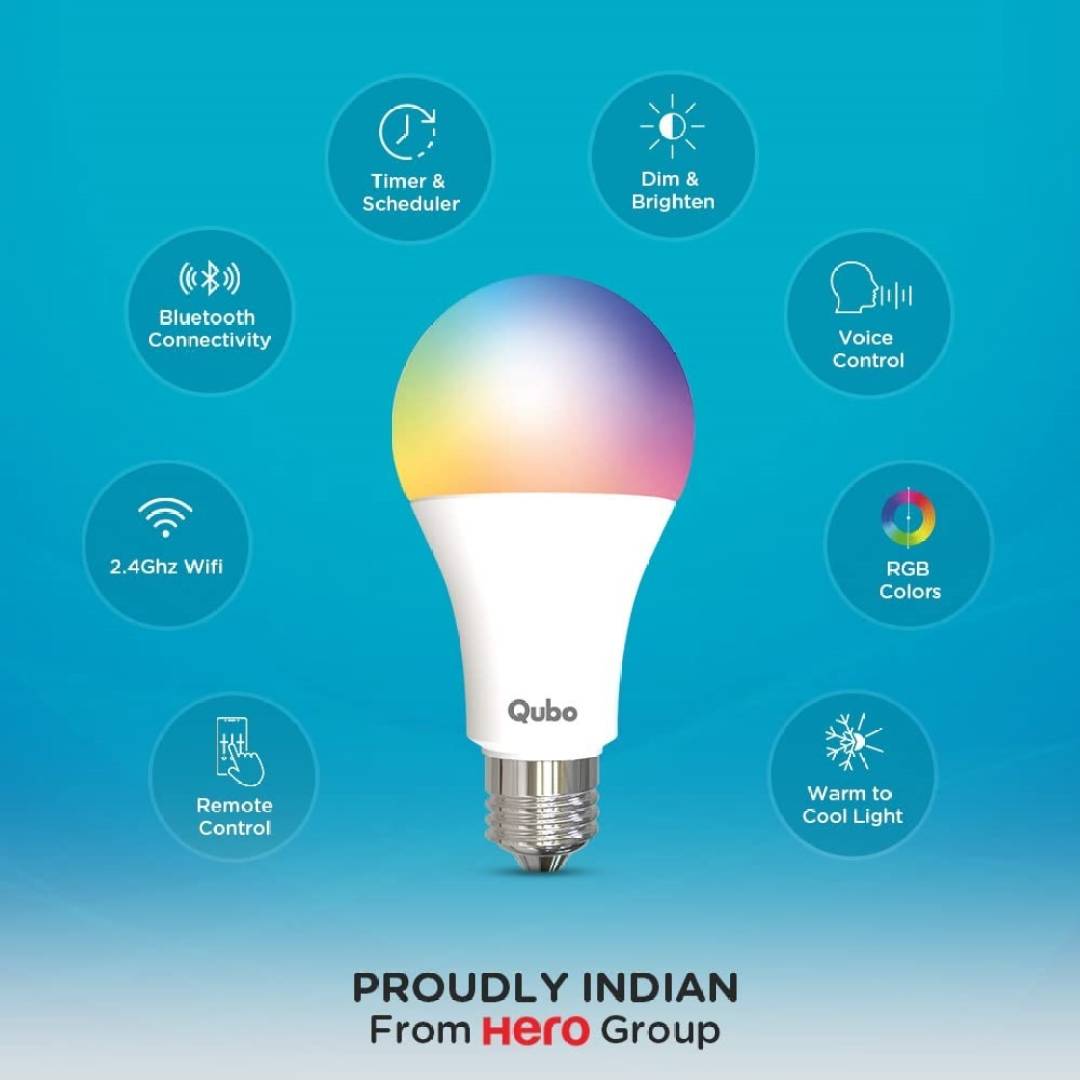 Timer &
Scheduler
Dim &
Brighten
Bluetooth
Connectivity
Voice
Control
2.4Ghz Wifi
RGB
Colors
Qubo
Remote
Control
Warm to
Cool Light
PROUDLY INDIAN
From Hero Group